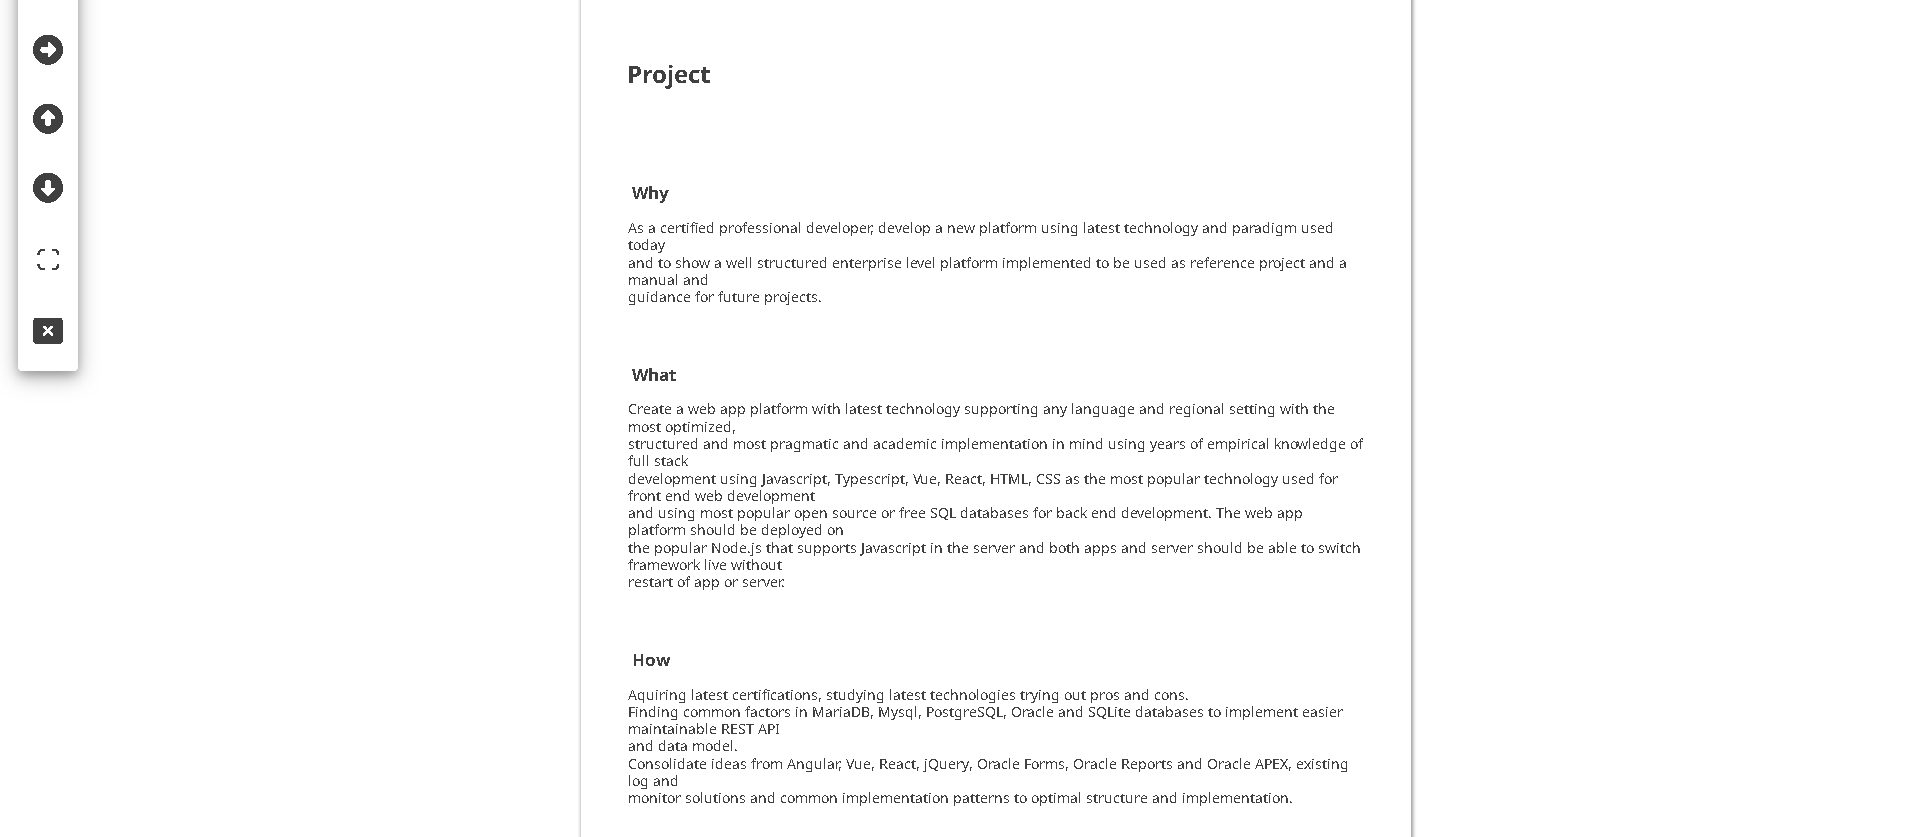 Project
Why
As a certified professional developer, develop a new platform using latest technology and paradigm used
today
and to show a well structured enterprise level platform implemented to be used as reference project and a
manual and
guidance for future projects.
What
Create a web app platform with latest technology supporting any language and regional setting with the
most optimized,
structured and most pragmatic and academic implementation in mind using years of empirical knowledge of
full stack
development using Javascript, Typescript, Vue, React, HTML, CSS as the most popular technology used for
front end web development
and using most popular open source or free SQL databases for back end development. The web app
platform should be deployed on
the popular Node.js that supports Javascript in the server and both apps and server should be able to switch
framework live without
restart of app or server.
How
Aquiring latest certifications, studying latest technologies trying out pros and cons.
Finding common factors in MariaDB, Mysql, PostgreSQL, Oracle and SQLite databases to implement easier
maintainable REST API
and data model.
Consolidate ideas from Angular, Vue, React, jQuery, Oracle Forms, Oracle Reports and Oracle APEX, existing
log and
monitor solutions and common implementation patterns to optimal structure and implementation.